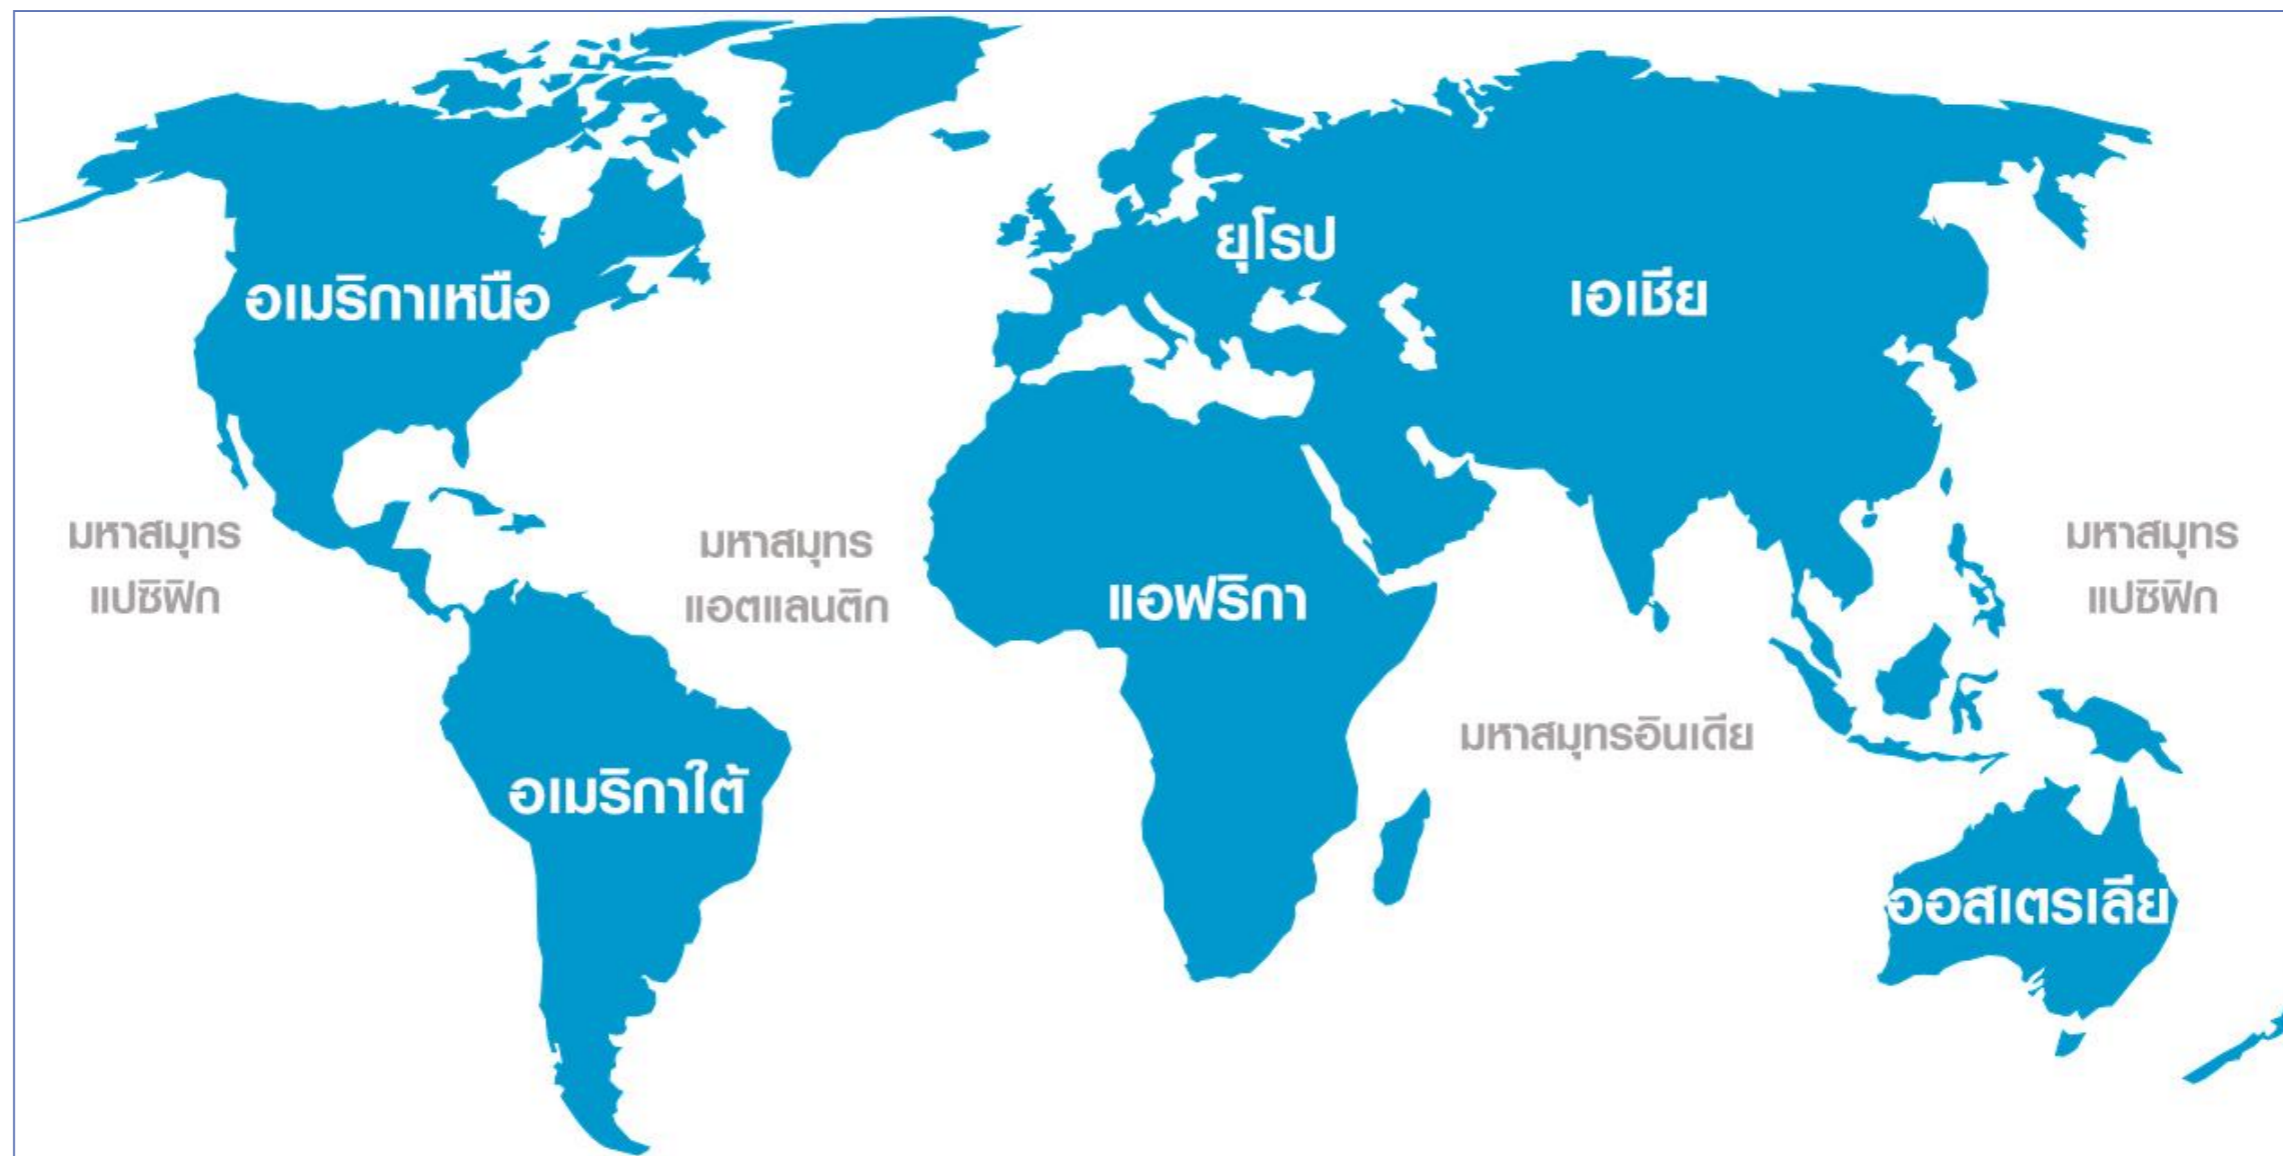 ยุโรป
อเมริกาเหนือ
เอเชีย
มหาสมุทร
แปซิฟิก
มหาสมุทร
แอตแลนติก
แอฟริกา
มหาสมุทร
แปซิฟิก
มหาสมุทรอินเดีย
อเมริกาใต้
ออสเตรเลีย